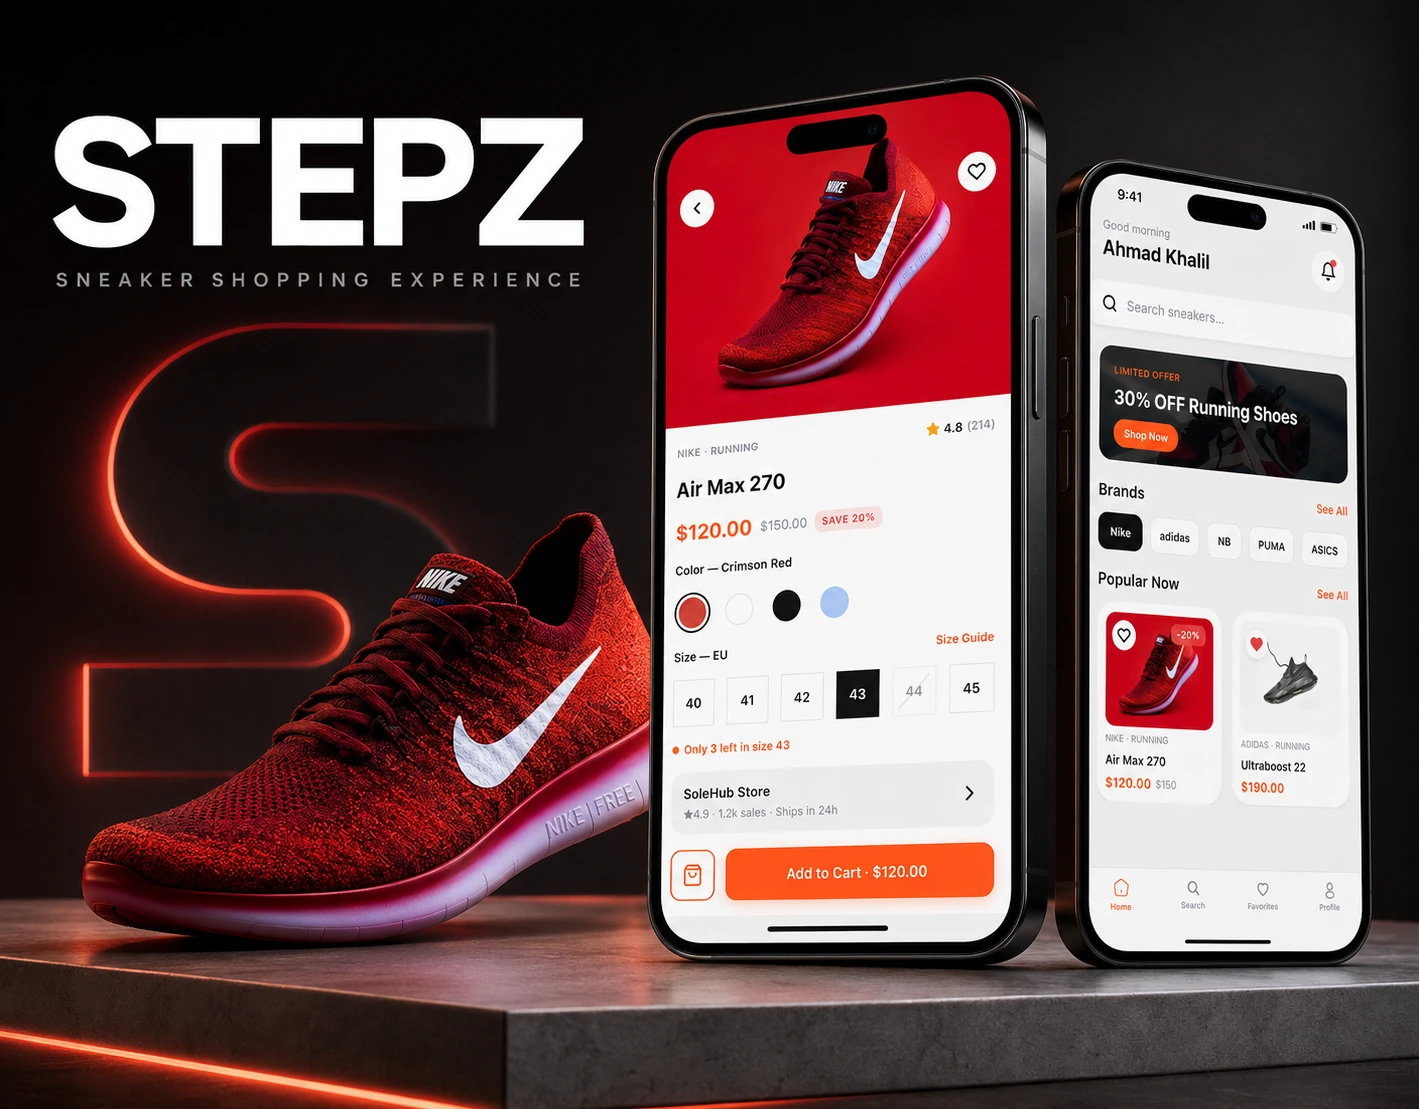 STEPZ
SNEAKER SHOPPING EXPERIENCE
NIKE
NIKE FREE
NIKE
4.8 (214)
NIKE · RUNNING
Air Max 270
$120.00 $150.00 SAVE 20%
Color — Crimson Red
Size Guide
Size — EU
40 41 42 43 44 45
Only 3 left in size 43
SoleHub Store
★4.9 · 1.2k sales · Ships in 24h
Add to Cart · $120.00
9:41
Good morning
Ahmad Khalil
Search sneakers...
LIMITED OFFER
30% OFF Running Shoes
Shop Now
Brands
See All
Nike adidas NB PUMA ASICS
Popular Now
See All
-20%
NIKE · RUNNING
Air Max 270
$120.00 $150
ADIDAS · RUNNING
Ultraboost 22
$190.00
Home Search Favorites Profile